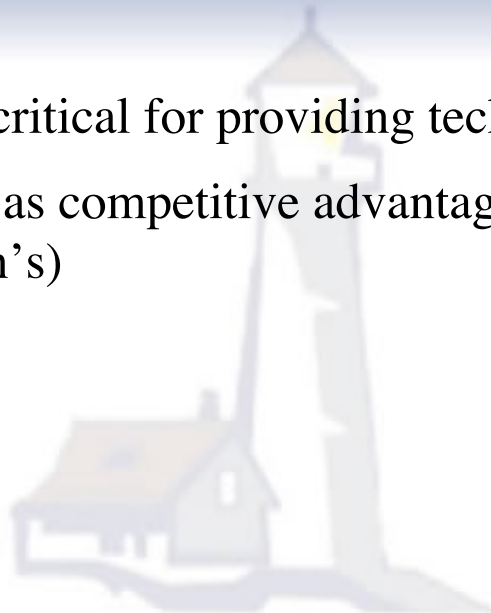 critical for providing tec
as competitive advantag
n's)